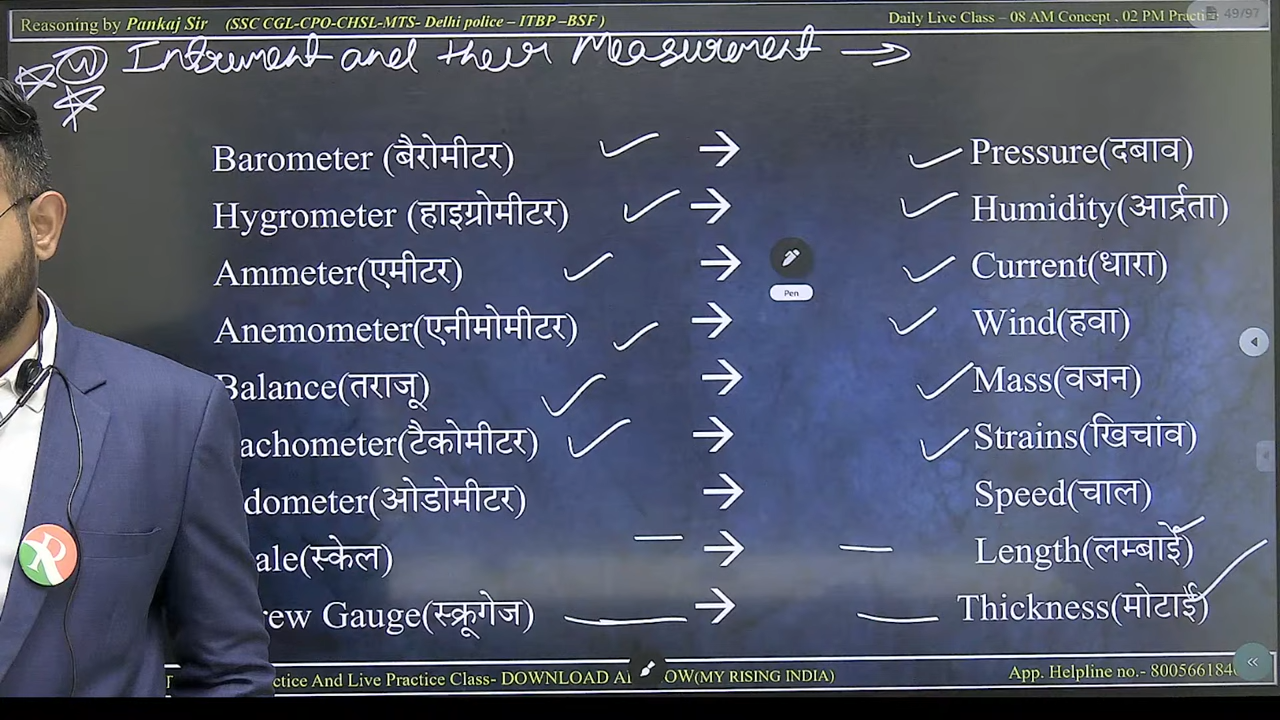 Reasoning by Pankaj Sir (SSC CGL-CPO-CHSL-MTS- Delhi police – ITBP –BSF) Daily Live Class – 08 AM Concept , 02 PM Practi 49/97
Intrument and their Measurement →
Barometer (बैरोमीटर) → Pressure(दबाव)
Hygrometer (हाइग्रोमीटर) → Humidity(आर्द्रता)
Ammeter(एमीटर) → Current(धारा)
Pen
Anemometer(एनीमोमीटर) → Wind(हवा)
Balance(तराजू) → Mass(वजन)
achometer(टैकोमीटर) → Strains(खिचांव)
dometer(ओडोमीटर) → Speed(चाल)
ale(स्केल) → Length(लम्बाई)
rew Gauge(स्क्रूगेज) → Thickness(मोटाई)
ctice And Live Practice Class- DOWNLOAD A OW(MY RISING INDIA) App. Helpline no.- 800566184